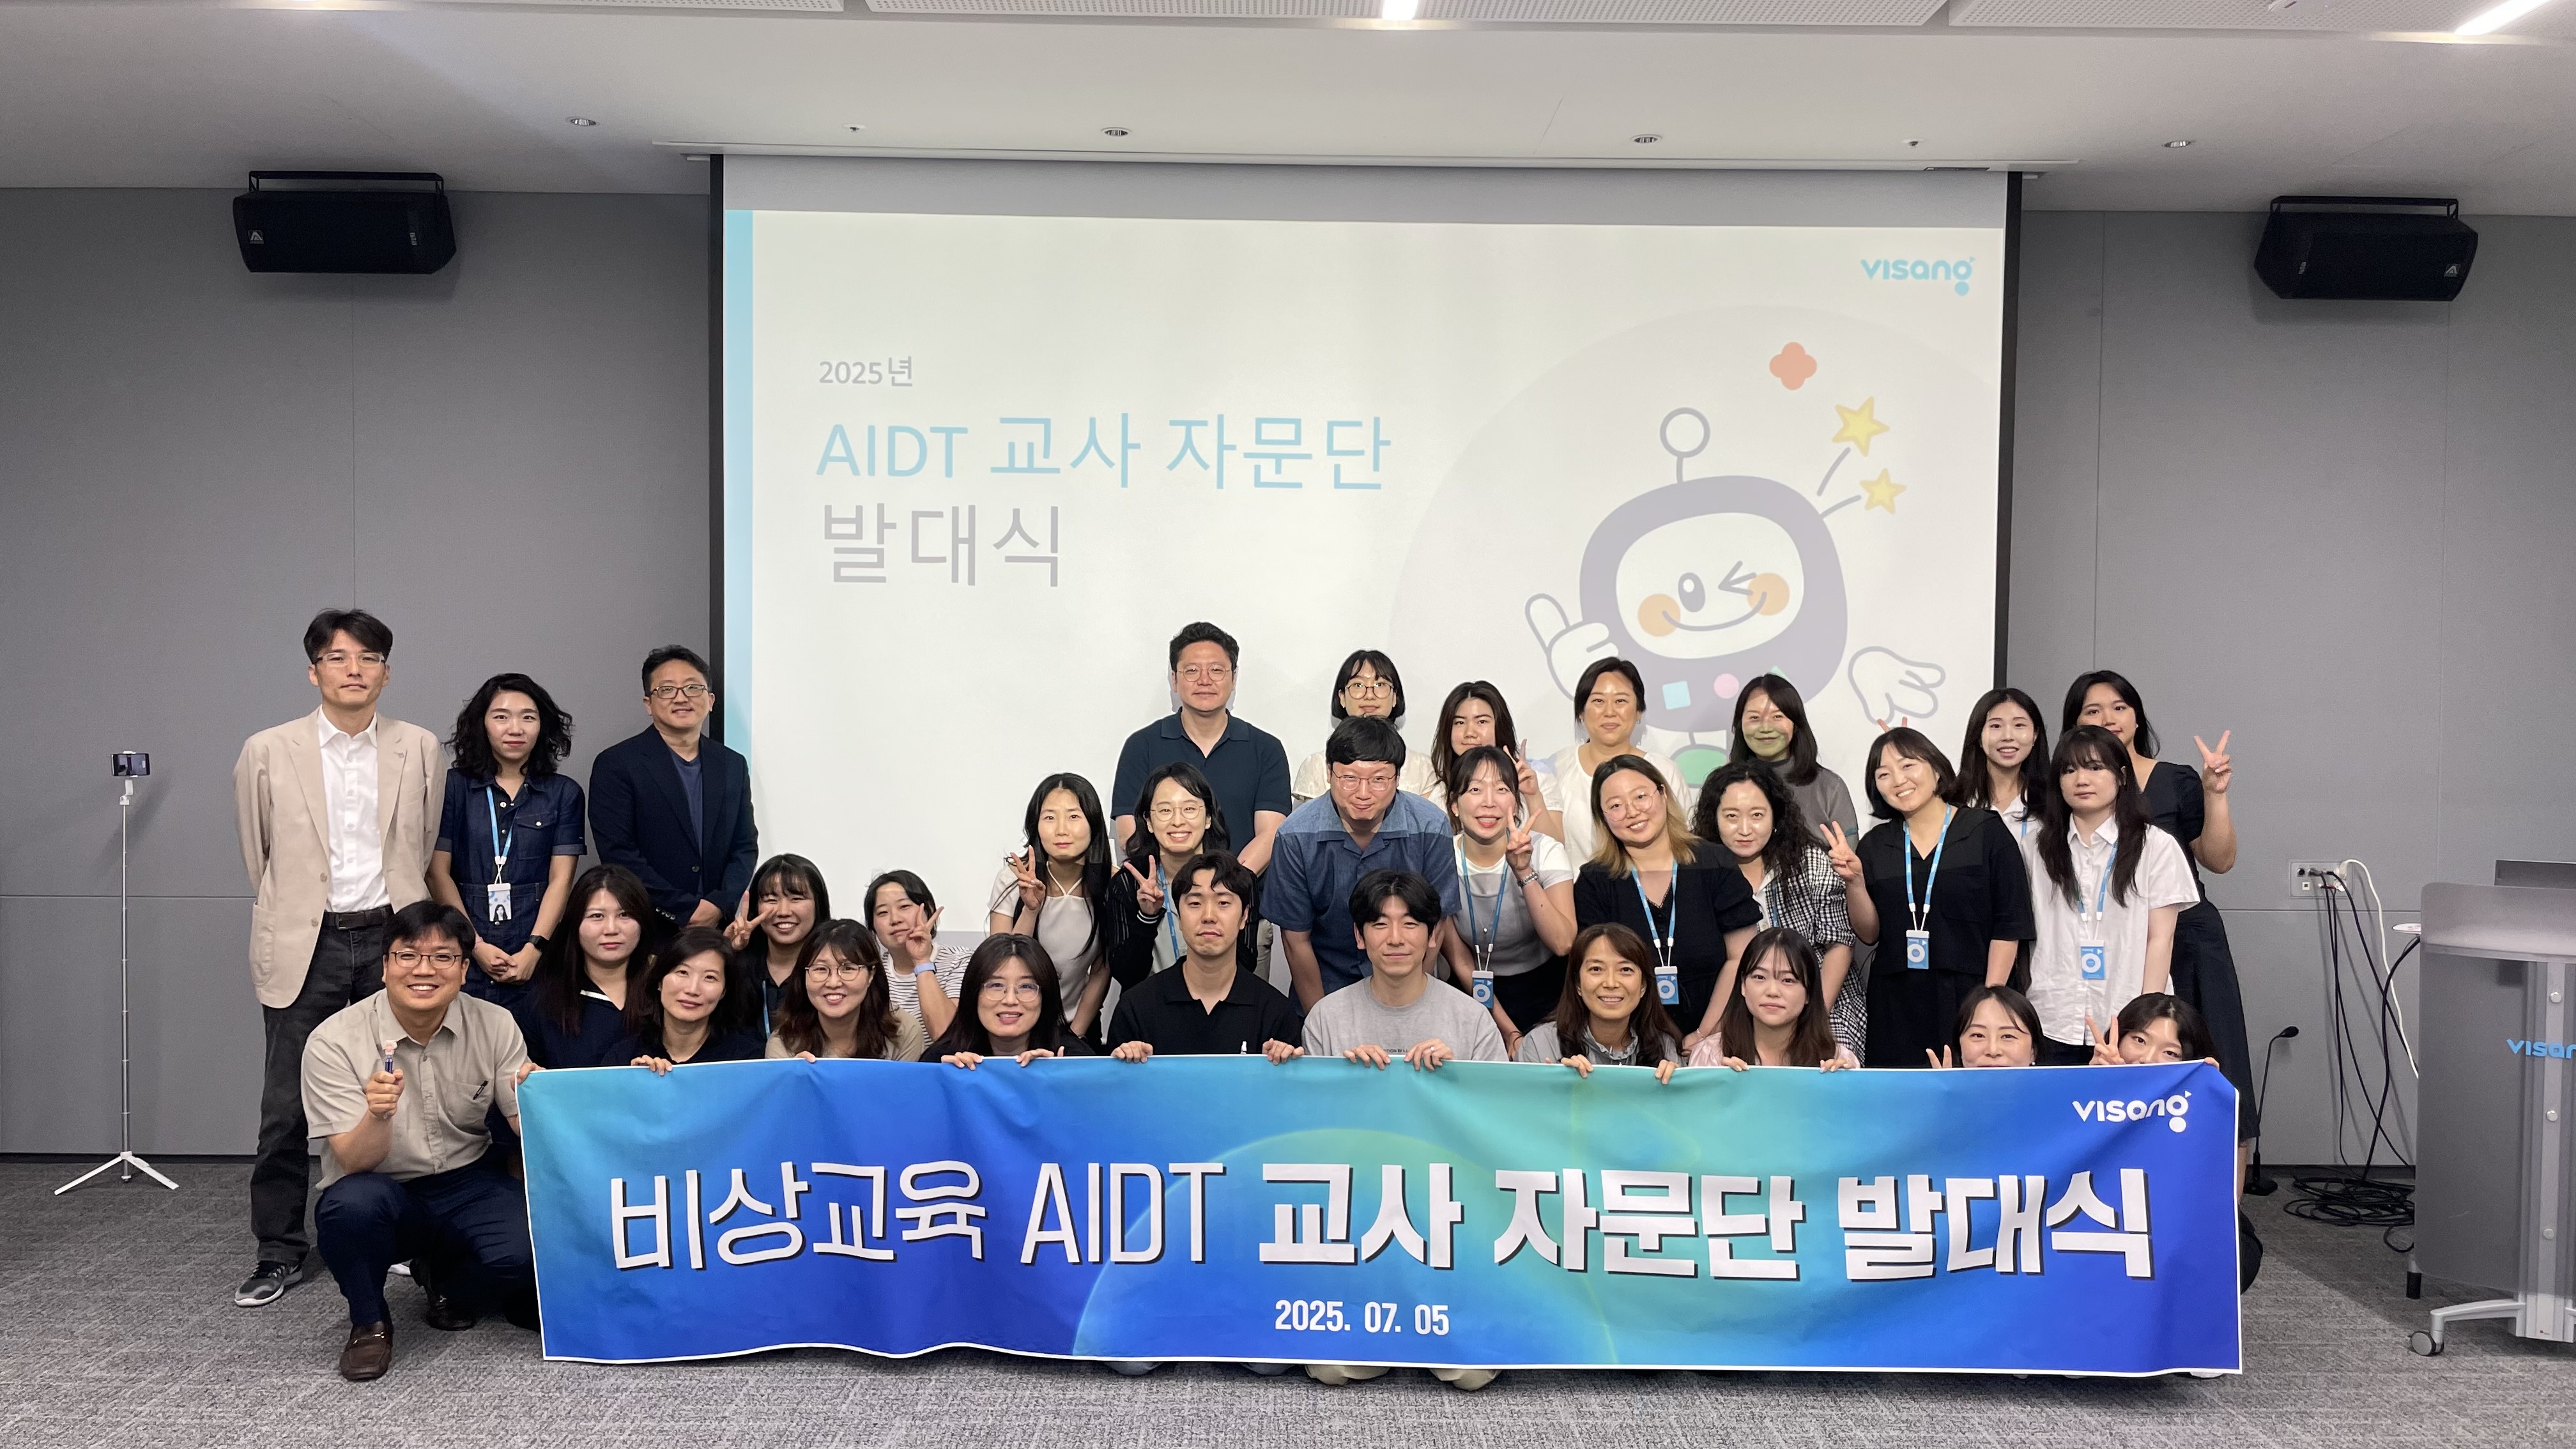 visang
2025년
AIDT 교사 자문단
발대식
visang
비상교육 AIDT 교사 자문단 발대식
2025. 07. 05